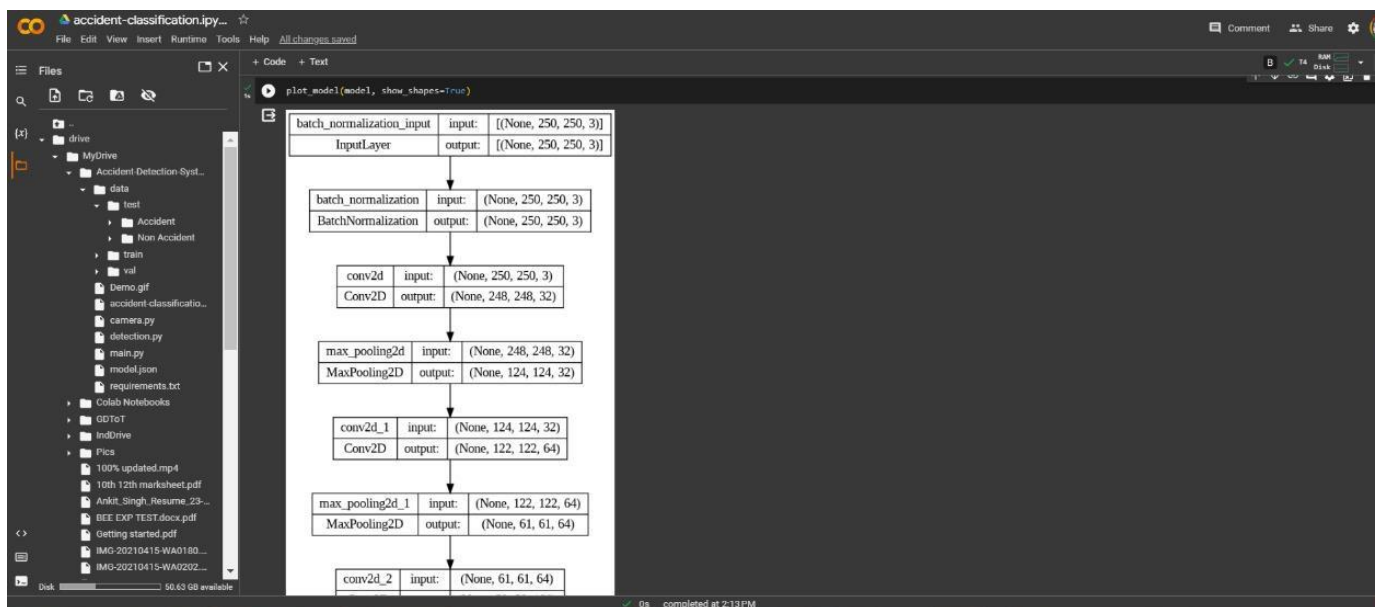 accident-classification.ipy...
File Edit View Insert Runtime Tools Help All changes saved
Comment Share
Files
+ Code + Text
B T4 RAM
Disk
{x}
..
drive
MyDrive
Accident-Detection-Syst...
data
test
Accident
Non Accident
train
val
Demo.gif
accident-classificatio...
camera.py
detection.py
main.py
model.json
requirements.txt
Colab Notebooks
GDToT
IndDrive
Pics
100% updated.mp4
10th 12th marksheet.pdf
Ankit_Singh_Resume_23-...
BEE EXP TEST.docx.pdf
Getting started.pdf
IMG-20210415-WA0180....
IMG-20210415-WA0202....
Disk 50.63 GB available
1s
plot_model(model, show_shapes=True)
batch_normalization_input input: [(None, 250, 250, 3)]
InputLayer output: [(None, 250, 250, 3)]
batch_normalization input: (None, 250, 250, 3)
BatchNormalization output: (None, 250, 250, 3)
conv2d input: (None, 250, 250, 3)
Conv2D output: (None, 248, 248, 32)
max_pooling2d input: (None, 248, 248, 32)
MaxPooling2D output: (None, 124, 124, 32)
conv2d_1 input: (None, 124, 124, 32)
Conv2D output: (None, 122, 122, 64)
max_pooling2d_1 input: (None, 122, 122, 64)
MaxPooling2D output: (None, 61, 61, 64)
conv2d_2 input: (None, 61, 61, 64)
0s completed at 2:13 PM